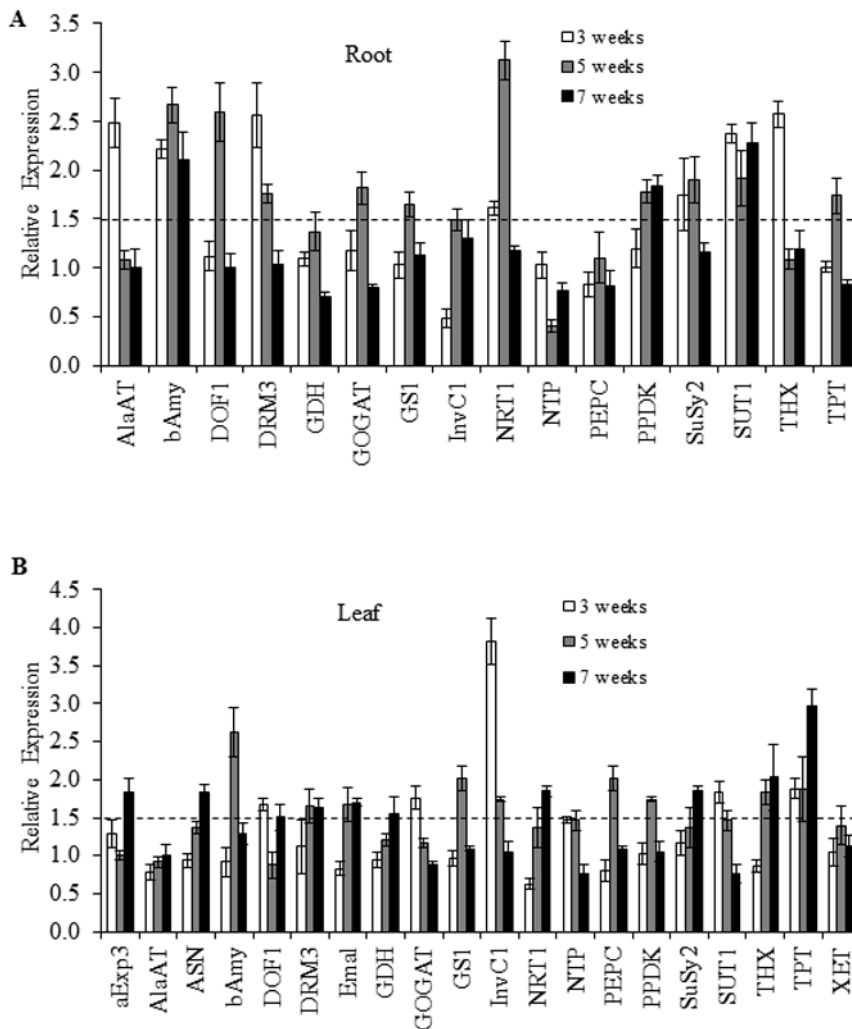 A
Root
3 weeks
5 weeks
7 weeks
Relative Expression
3.5
3.0
2.5
2.0
1.5
1.0
0.5
0.0
AlaAT
bAmy
DOF1
DRM3
GDH
GOGAT
GS1
InvC1
NRT1
NTP
PEPC
PPDK
SuSy2
SUT1
THX
TPT
B
Leaf
3 weeks
5 weeks
7 weeks
Relative Expression
4.5
4.0
3.5
3.0
2.5
2.0
1.5
1.0
0.5
0.0
aExp3
AlaAT
ASN
bAmy
DOF1
DRM3
Emal
GDH
GOGAT
GS1
InvC1
NRT1
NTP
PEPC
PPDK
SuSy2
SUT1
THX
TPT
XET